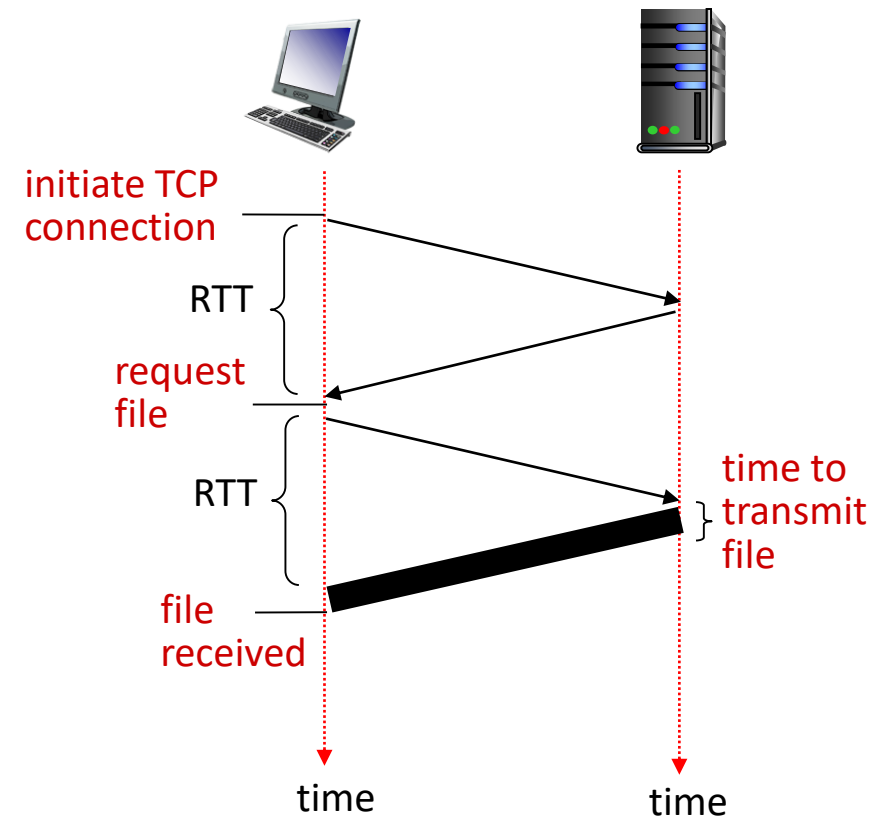 initiate TCP
connection
RTT
request
file
RTT
time to
transmit
file
file
received
time
time